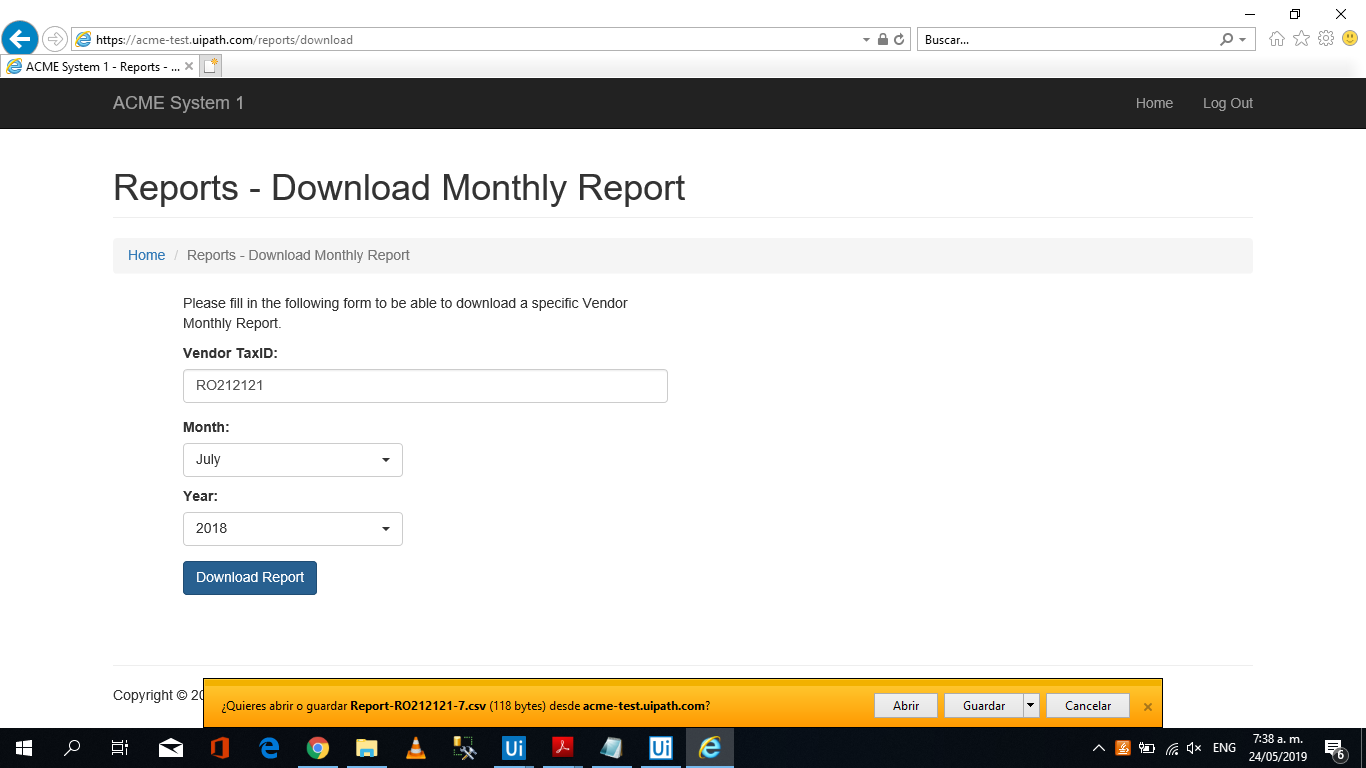 https://acme-test.uipath.com/reports/download
Buscar...
ACME System 1 - Reports - ...
ACME System 1
Home
Log Out
Reports - Download Monthly Report
Home / Reports - Download Monthly Report
Please fill in the following form to be able to download a specific Vendor
Monthly Report.
Vendor TaxID:
RO212121
Month:
July
Year:
2018
Download Report
Copyright © 20
¿Quieres abrir o guardar Report-RO212121-7.csv (118 bytes) desde acme-test.uipath.com?
Abrir
Guardar
Cancelar
Ui
Ui
ENG
7:38 a. m.
24/05/2019
6